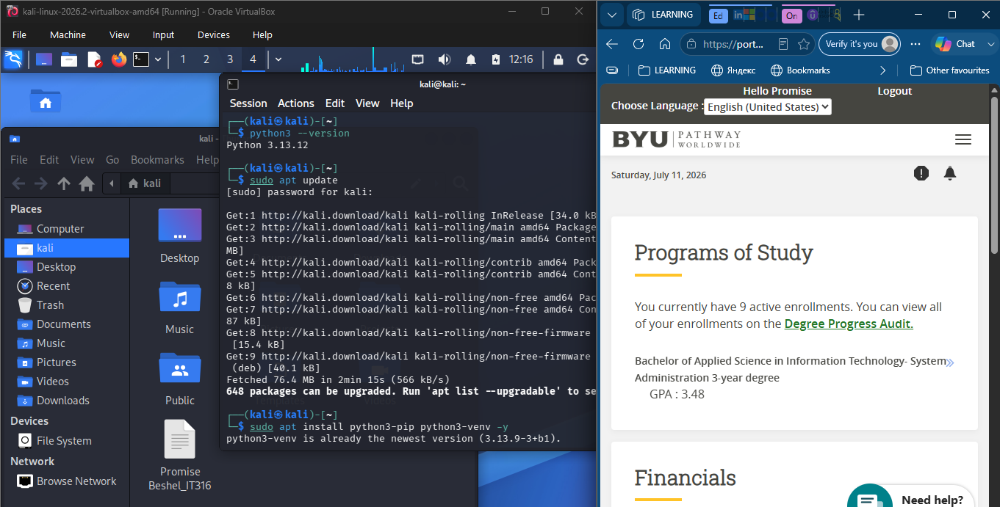 kali-linux-2026.2-virtualbox-amd64 [Running] - Oracle VirtualBox
File Machine View Input Devices Help
1 2 3 4 12:16
kali@kali: ~
Session Actions Edit View Help
┌──(kali㉿kali)-[~]
└─$ python3 --version
Python 3.13.12
┌──(kali㉿kali)-[~]
└─$ sudo apt update
[sudo] password for kali:
Get:1 http://kali.download/kali kali-rolling InRelease [34.0 kB
Get:2 http://kali.download/kali kali-rolling/main amd64 Package
Get:3 http://kali.download/kali kali-rolling/main amd64 Content
MB]
Get:4 http://kali.download/kali kali-rolling/contrib amd64 Pack
Get:5 http://kali.download/kali kali-rolling/contrib amd64 Cont
8 kB]
Get:6 http://kali.download/kali kali-rolling/non-free amd64 Pac
Get:7 http://kali.download/kali kali-rolling/non-free amd64 Con
87 kB]
Get:8 http://kali.download/kali kali-rolling/non-free-firmware
[15.4 kB]
Get:9 http://kali.download/kali kali-rolling/non-free-firmware
(deb) [40.1 kB]
Fetched 76.4 MB in 2min 15s (566 kB/s)
648 packages can be upgraded. Run 'apt list --upgradable' to se
┌──(kali㉿kali)-[~]
└─$ sudo apt install python3-pip python3-venv -y
python3-venv is already the newest version (3.13.9-3+b1).
kali -
File Edit View Go Bookmarks Help
kali
Places
Computer
kali
Desktop
Recent
Trash
Documents
Music
Pictures
Videos
Downloads
Devices
File System
Network
Browse Network
Desktop
Music
Public
Promise
Beshel_IT316
LEARNING Ed On
https://port... Verify it's you Chat
LEARNING Яндекс Bookmarks Other favourites
Hello Promise Logout
Choose Language : English (United States)
BYU PATHWAY
WORLDWIDE
Saturday, July 11, 2026
Programs of Study
You currently have 9 active enrollments. You can view all
of your enrollments on the Degree Progress Audit.
Bachelor of Applied Science in Information Technology- System
Administration 3-year degree
GPA : 3.48
Financials
Need help?